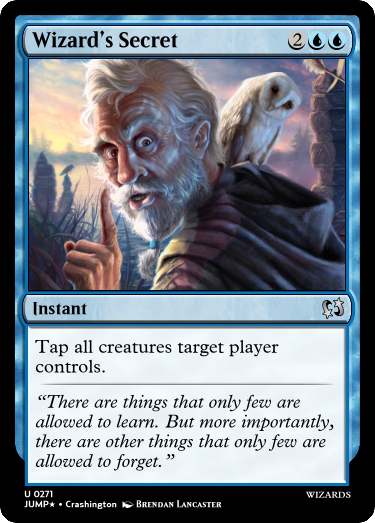 Wizard's Secret 2
Instant
Tap all creatures target player
controls.
“There are things that only few are
allowed to learn. But more importantly,
there are other things that only few are
allowed to forget.”
U 0271
JUMP★ • Crashington Brendan Lancaster WIZARDS